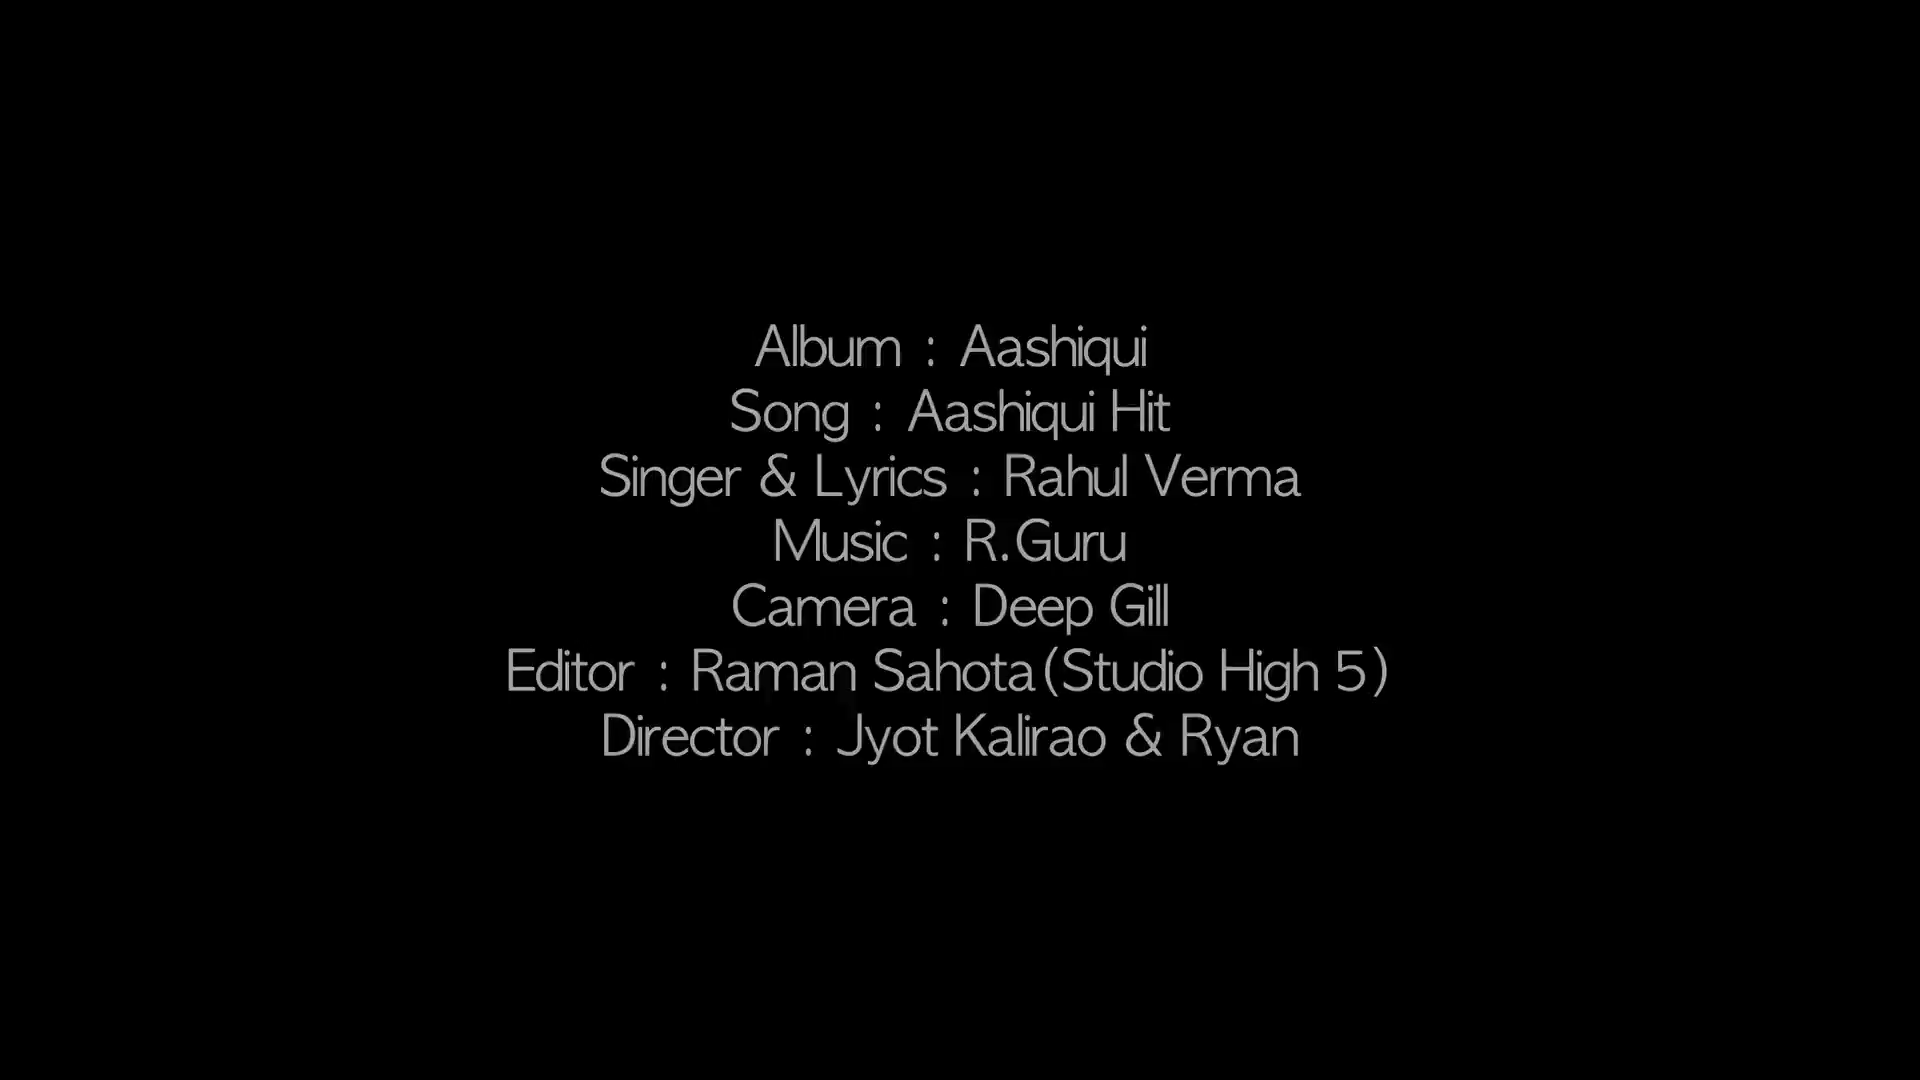 Album : Aashiqui
Song : Aashiqui Hit
Singer & Lyrics : Rahul Verma
Music : R.Guru
Camera : Deep Gill
Editor : Raman Sahota(Studio High 5)
Director : Jyot Kalirao & Ryan